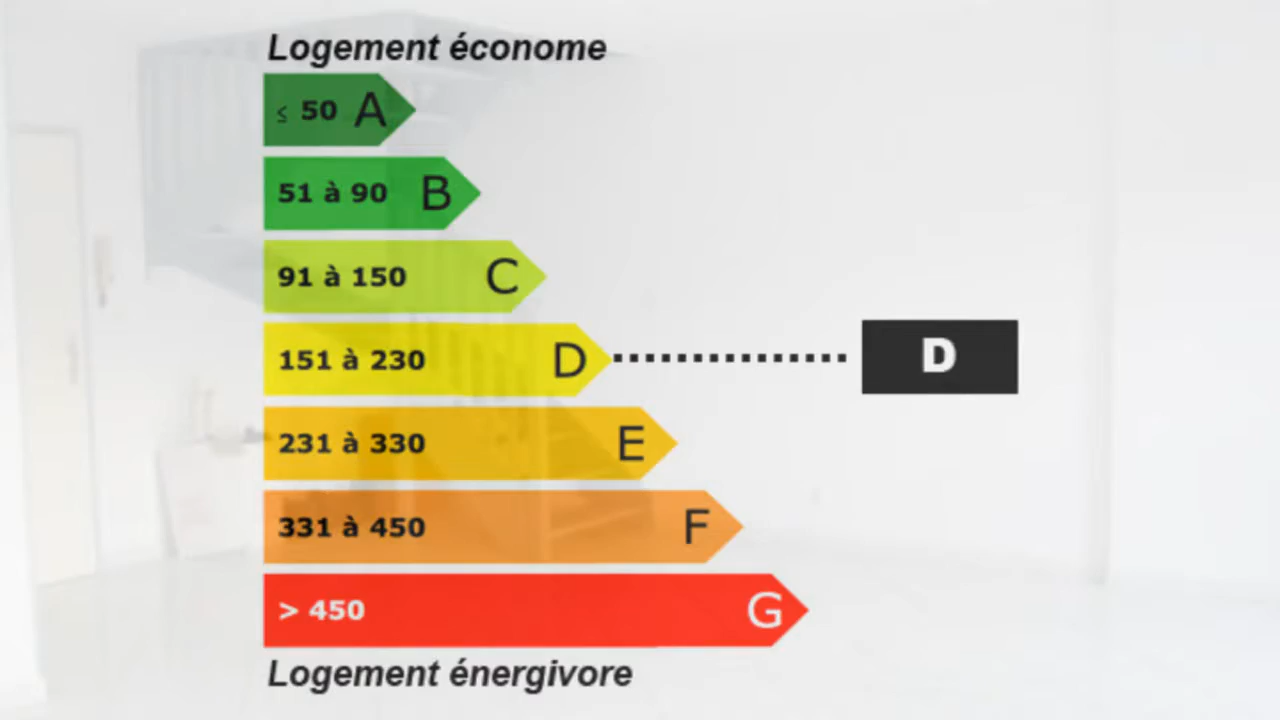 Logement économe
≤ 50 A
51 à 90 B
91 à 150 C
151 à 230 D D
231 à 330 E
331 à 450 F
> 450 G
Logement énergivore